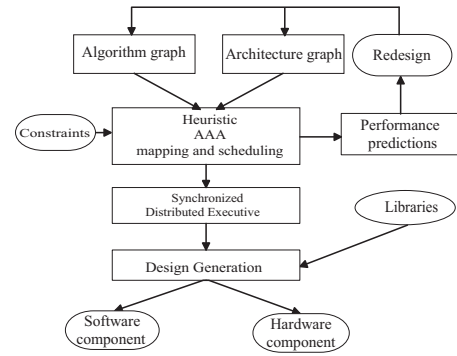 Algorithm graph
Architecture graph
Redesign
Constraints
Heuristic
AAA
mapping and scheduling
Performance
predictions
Synchronized
Distributed Executive
Libraries
Design Generation
Software
component
Hardware
component